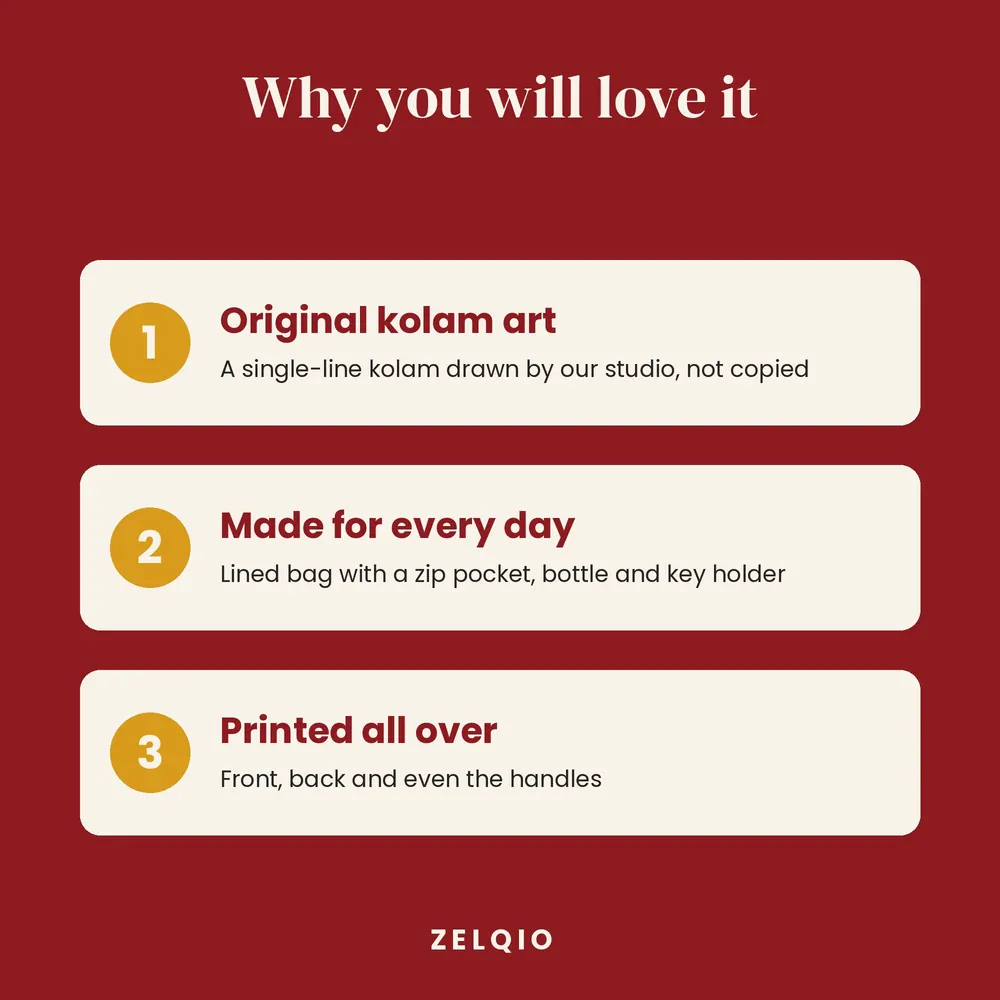 Why you will love it
1
Original kolam art
A single-line kolam drawn by our studio, not copied
2
Made for every day
Lined bag with a zip pocket, bottle and key holder
3
Printed all over
Front, back and even the handles
ZELQIO